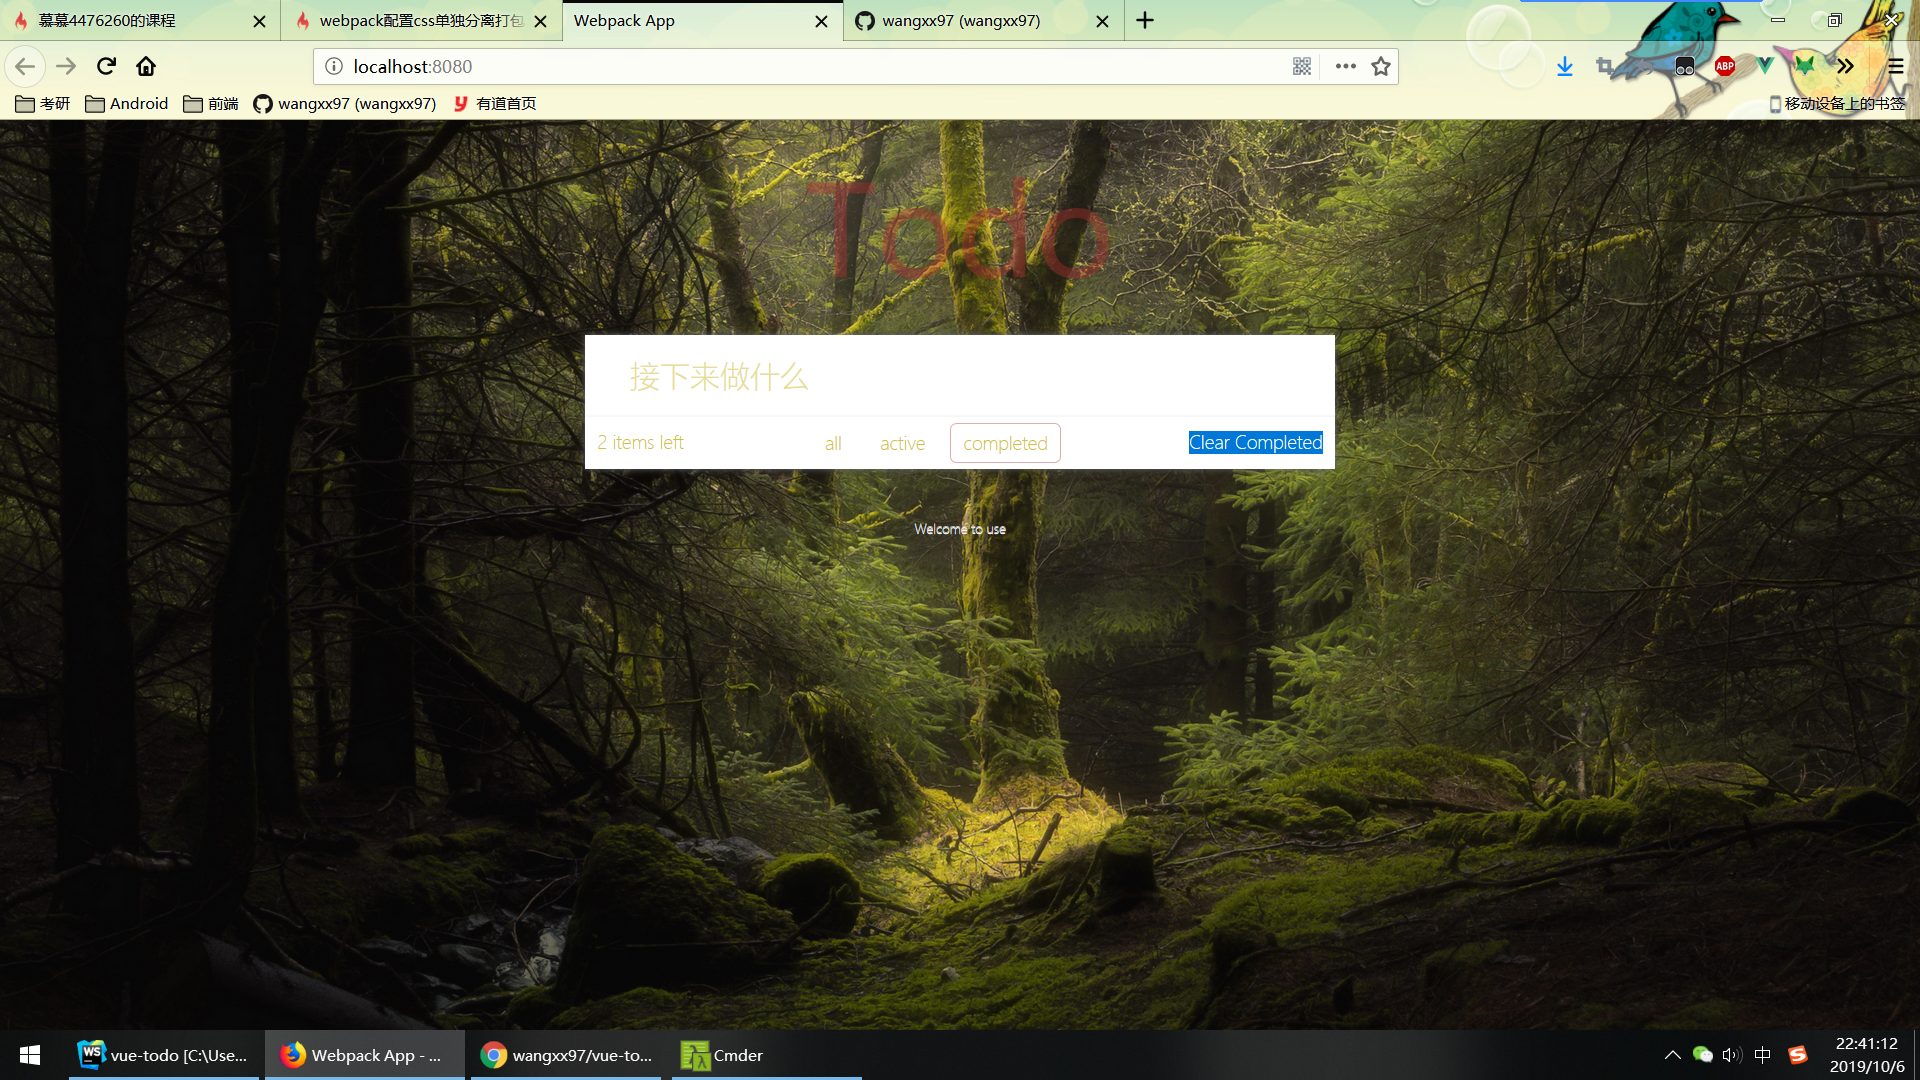 慕慕4476260的课程
webpack配置css单独分离打包
Webpack App
wangxx97 (wangxx97)
localhost:8080
ABP
考研
Android
前端
wangxx97 (wangxx97)
有道首页
移动设备上的书签
Todo
接下来做什么
2 items left
all
active
completed
Clear Completed
Welcome to use
vue-todo [C:\Use...
Webpack App - ...
wangxx97/vue-to...
Cmder
中
22:41:12
2019/10/6